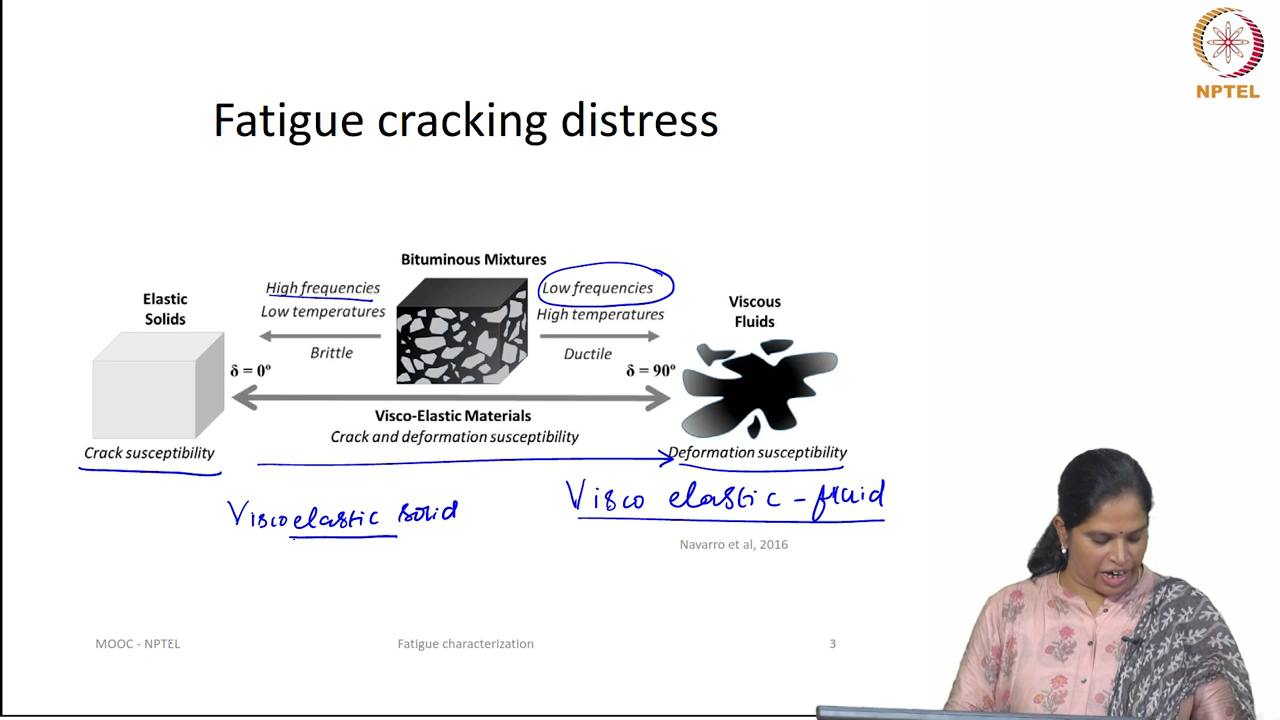 NPTEL
Fatigue cracking distress
Bituminous Mixtures
High frequencies
Low frequencies
Elastic
Solids
Low temperatures
High temperatures
Viscous
Fluids
Brittle
Ductile
δ = 0°
δ = 90°
Visco-Elastic Materials
Crack and deformation susceptibility
Crack susceptibility
Deformation susceptibility
Viscoelastic solid
Visco elastic - fluid
Navarro et al, 2016
MOOC - NPTEL
Fatigue characterization
3